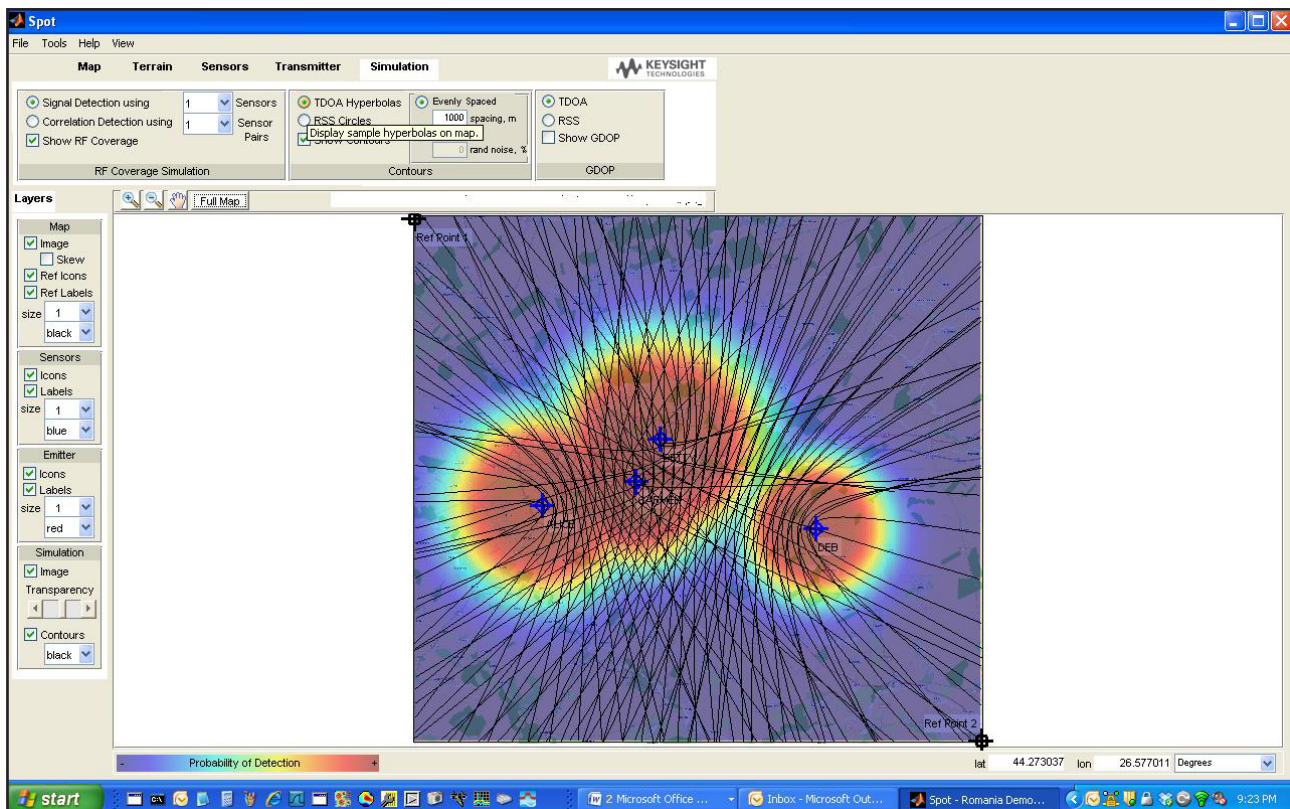 Spot
File Tools Help View
Map Terrain Sensors Transmitter Simulation
KEYSIGHT
TECHNOLOGIES
Signal Detection using 1 Sensors
Correlation Detection using 1 Sensor
Pairs
Show RF Coverage
RF Coverage Simulation
TDOA Hyperbolas
RSS Circles
Display sample hyperbolas on map.
Show Contours
Evenly Spaced
1000 spacing, m
0 rand noise, %
Contours
TDOA
RSS
Show GDOP
GDOP
Layers
Full Map
Map
Image
Skew
Ref Icons
Ref Labels
size 1
black
Sensors
Icons
Labels
size 1
blue
Emitter
Icons
Labels
size 1
red
Simulation
Image
Transparency
Contours
black
Ref Point 1
DEB
Ref Point 2
- Probability of Detection +
lat 44.273037 lon 26.577011 Degrees
start
2 Microsoft Office ...
Inbox - Microsoft Out...
Spot - Romania Demo...
9:23 PM